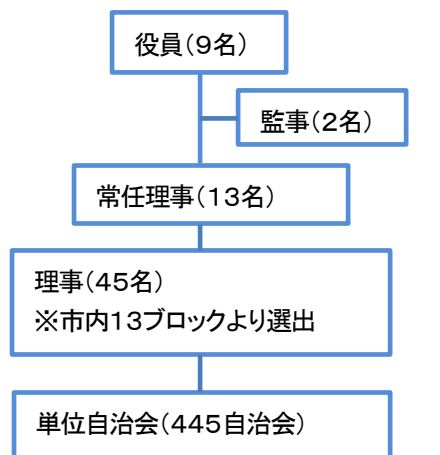 役員（９名）
監事（２名）
常任理事（１３名）
理事（４５名）
※市内１３ブロックより選出
単位自治会（４４５自治会）